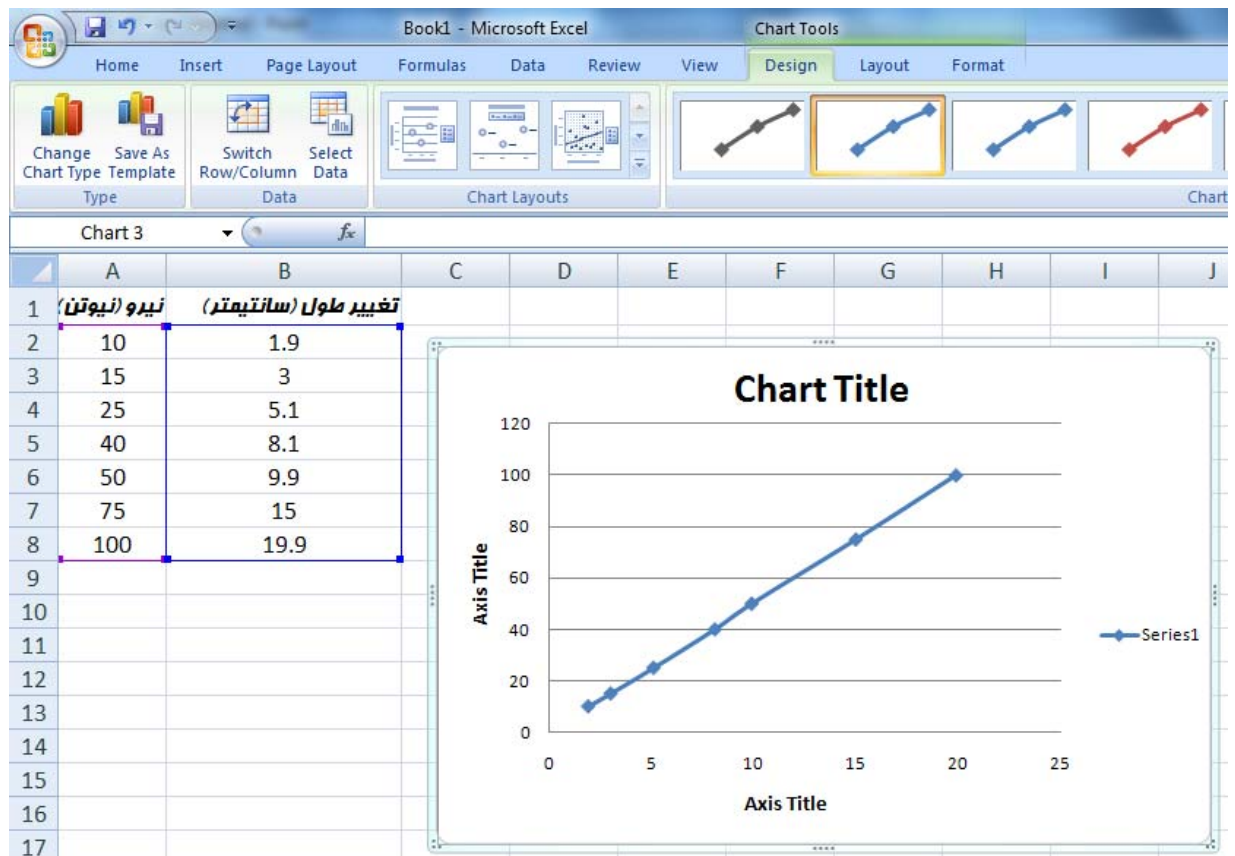 Book1 - Microsoft Excel Chart Tools
Home Insert Page Layout Formulas Data Review View Design Layout Format
Change Chart Type Save As Template Switch Row/Column Select Data
Type Data Chart Layouts Chart
Chart 3 fx
A B C D E F G H I J
1 نیرو (نیوتن) تغییر طول (سانتیمتر)
2 10 1.9
3 15 3
4 25 5.1
5 40 8.1
6 50 9.9
7 75 15
8 100 19.9
9
10
11
12
13
14
15
16
17
Chart Title
120
100
80
60
40
20
0
Axis Title
0 5 10 15 20 25
Axis Title
Series1